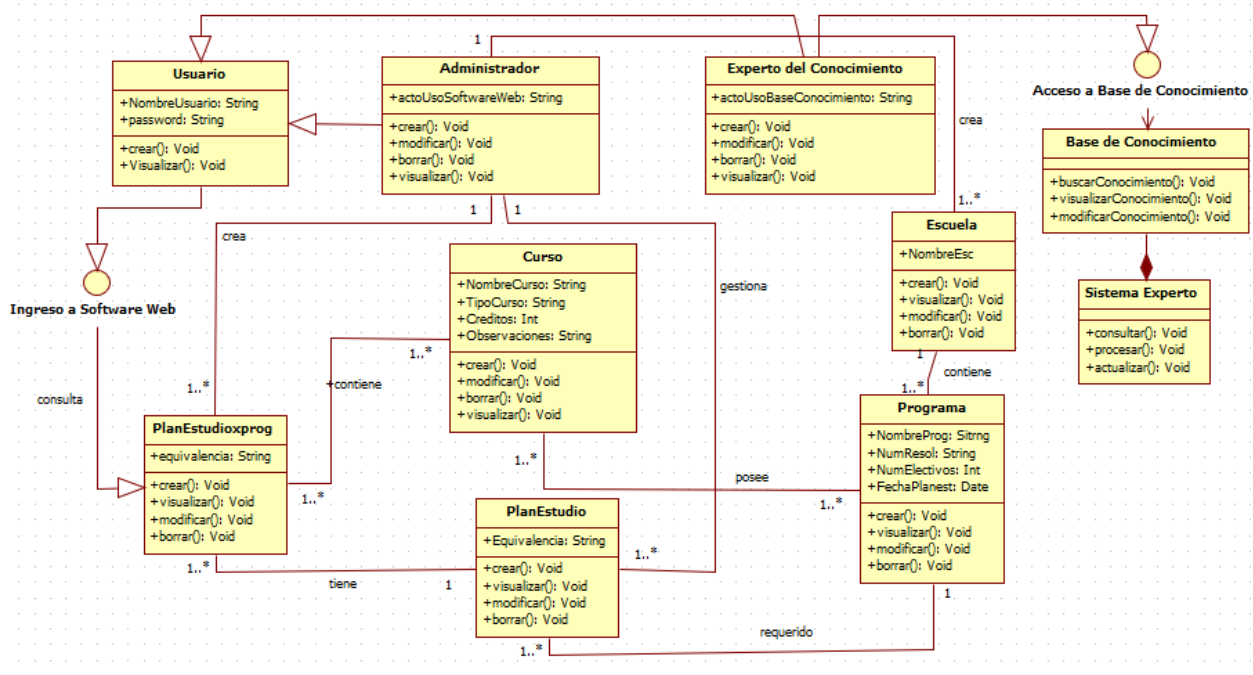 Usuario
+NombreUsuario: String
+password: String
+crear(): Void
+Visualizar(): Void
1
Administrador
+actoUsoSoftwareWeb: String
+crear(): Void
+modificar(): Void
+borrar(): Void
+visualizar(): Void
Experto del Conocimiento
+actoUsoBaseConocimiento: String
+crear(): Void
+modificar(): Void
+borrar(): Void
+visualizar(): Void
crea
1..*
Acceso a Base de Conocimiento
Base de Conocimiento
+buscarConocimiento(): Void
+visualizarConocimiento(): Void
+modificarConocimiento(): Void
Sistema Experto
+consultar(): Void
+procesar(): Void
+actualizar(): Void
Escuela
+NombreEsc
+crear(): Void
+visualizar(): Void
+modificar(): Void
+borrar(): Void
1
contiene
1..*
1
1
crea
gestiona
Ingreso a Software Web
consulta
Curso
+NombreCurso: String
+TipoCurso: String
+Creditos: Int
+Observaciones: String
+crear(): Void
+modificar(): Void
+borrar(): Void
+visualizar(): Void
1..*
+contiene
1..*
1..*
PlanEstudioxprog
+equivalencia: String
+crear(): Void
+visualizar(): Void
+modificar(): Void
+borrar(): Void
1..*
tiene
1
1..*
posee
1..*
Programa
+NombreProg: Sitrng
+NumResol: String
+NumElectivos: Int
+FechaPlanest: Date
+crear(): Void
+visualizar(): Void
+modificar(): Void
+borrar(): Void
1
PlanEstudio
+Equivalencia: String
+crear(): Void
+visualizar(): Void
+modificar(): Void
+borrar(): Void
1..*
requerido
1..*